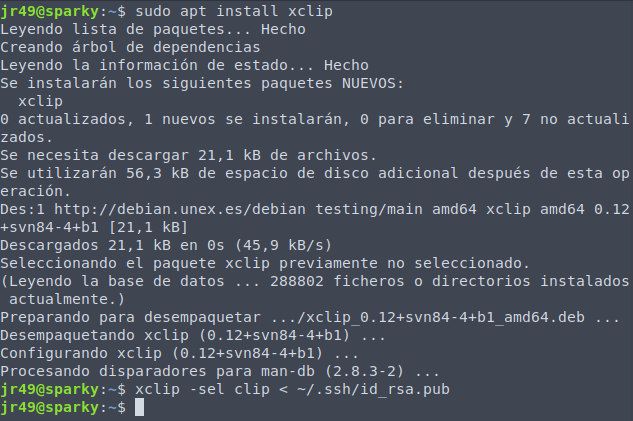 jr49@sparky:~$ sudo apt install xclip
Leyendo lista de paquetes... Hecho
Creando árbol de dependencias
Leyendo la información de estado... Hecho
Se instalarán los siguientes paquetes NUEVOS:
  xclip
0 actualizados, 1 nuevos se instalarán, 0 para eliminar y 7 no actuali
zados.
Se necesita descargar 21,1 kB de archivos.
Se utilizarán 56,3 kB de espacio de disco adicional después de esta op
eración.
Des:1 http://debian.unex.es/debian testing/main amd64 xclip amd64 0.12
+svn84-4+b1 [21,1 kB]
Descargados 21,1 kB en 0s (45,9 kB/s)
Seleccionando el paquete xclip previamente no seleccionado.
(Leyendo la base de datos ... 288802 ficheros o directorios instalados
 actualmente.)
Preparando para desempaquetar .../xclip_0.12+svn84-4+b1_amd64.deb ...
Desempaquetando xclip (0.12+svn84-4+b1) ...
Configurando xclip (0.12+svn84-4+b1) ...
Procesando disparadores para man-db (2.8.3-2) ...
jr49@sparky:~$ xclip -sel clip < ~/.ssh/id_rsa.pub
jr49@sparky:~$